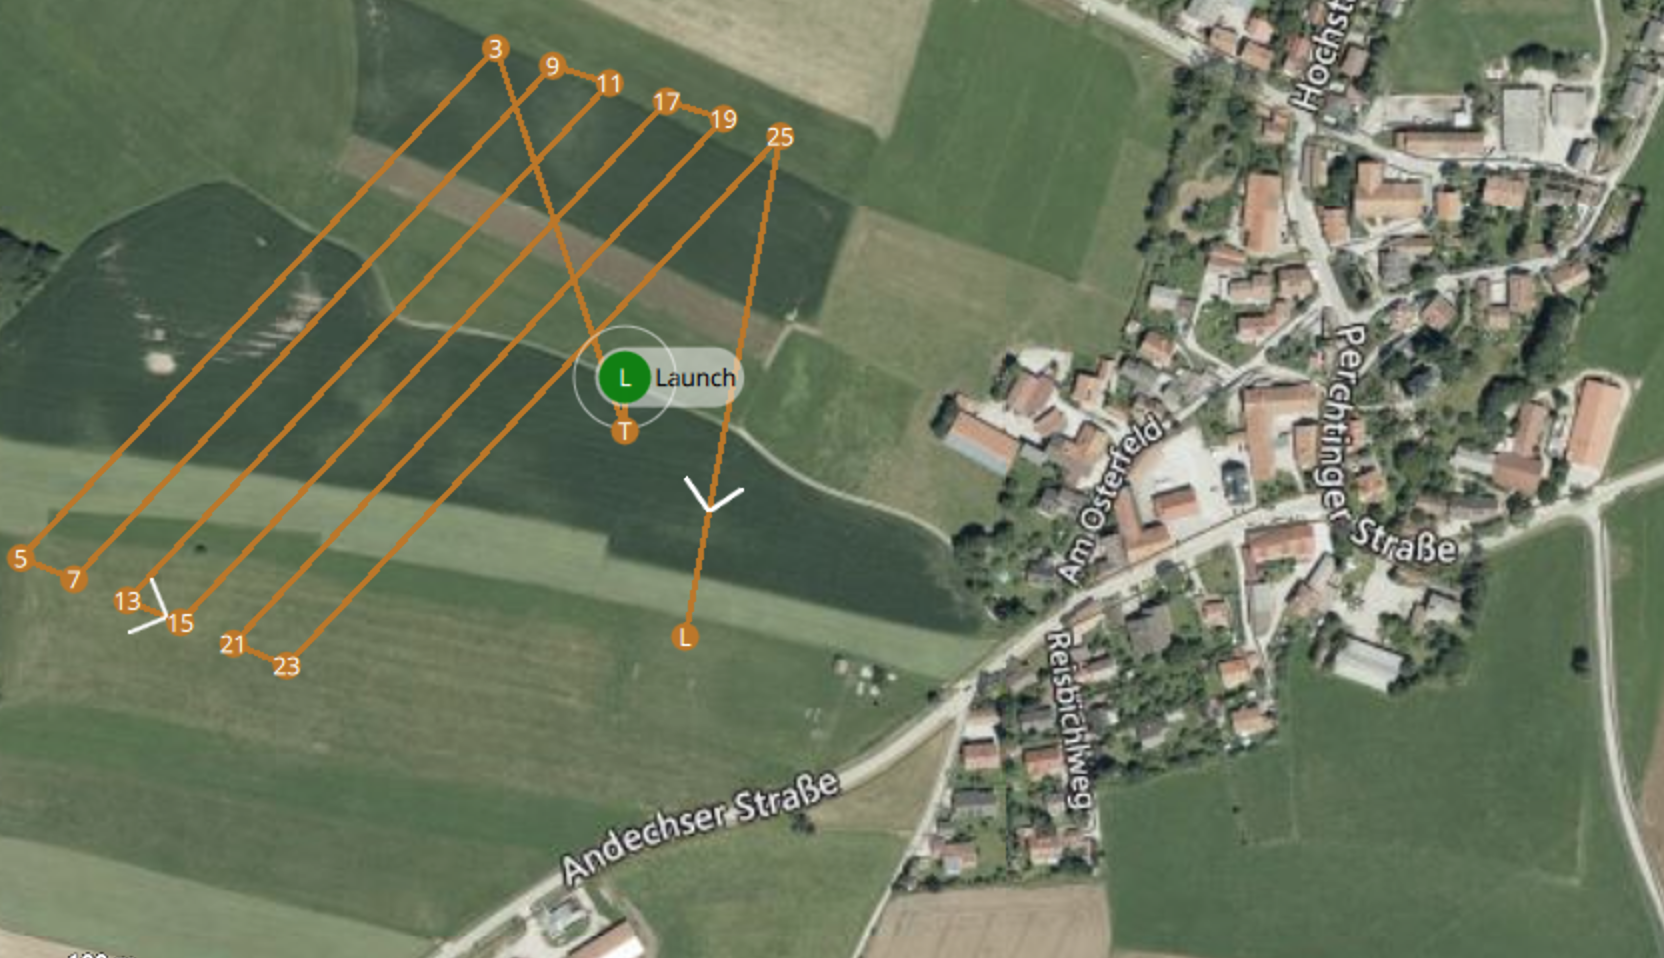 3
9
11
17
19
25
Hochst
L Launch
T
Perchtinger Straße
Am Osterfeld
5
7
13
15
21
23
L
Reisbichlweg
Andechser Straße